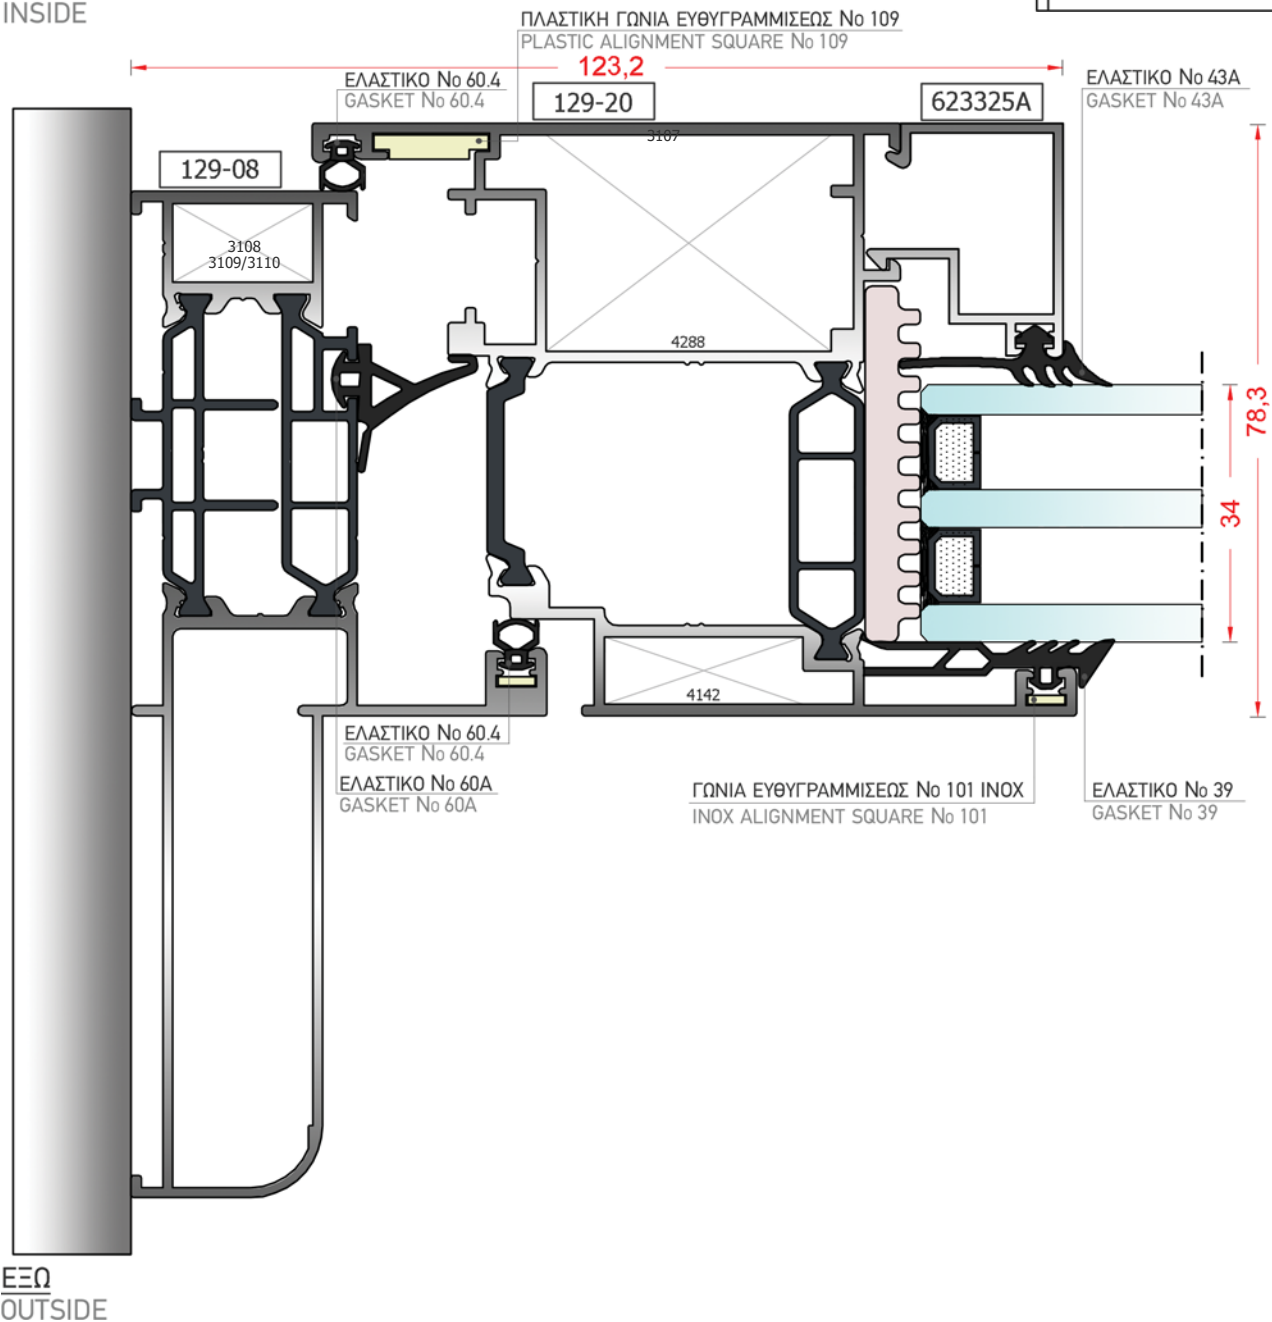 INSIDE
ΠΛΑΣΤΙΚΗ ΓΩΝΙΑ ΕΥΘΥΓΡΑΜΜΙΣΕΩΣ Νο 109
PLASTIC ALIGNMENT SQUARE No 109
123,2
ΕΛΑΣΤΙΚΟ Νο 60.4
GASKET No 60.4
129-20
623325A
ΕΛΑΣΤΙΚΟ Νο 43Α
GASKET No 43A
3107
129-08
3108
3109/3110
4288
78,3
34
4142
ΕΛΑΣΤΙΚΟ Νο 60.4
GASKET No 60.4
ΕΛΑΣΤΙΚΟ Νο 60Α
GASKET No 60A
ΓΩΝΙΑ ΕΥΘΥΓΡΑΜΜΙΣΕΩΣ Νο 101 INOX
INOX ALIGNMENT SQUARE No 101
ΕΛΑΣΤΙΚΟ Νο 39
GASKET No 39
ΕΞΩ
OUTSIDE